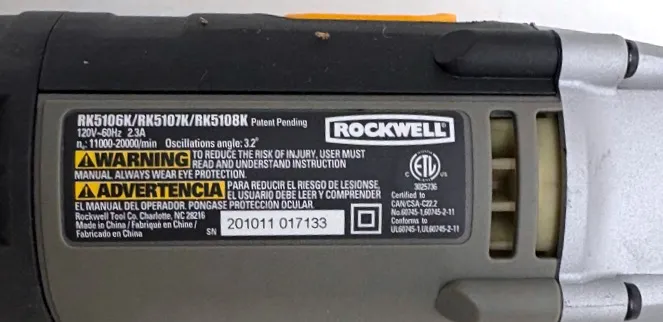 RK5106K/RK5107K/RK5108K Patent Pending
120V~60Hz 2.3A
n₀: 11000-20000/min Oscillations angle: 3.2°
ROCKWELL®
WARNING TO REDUCE THE RISK OF INJURY, USER MUST
READ AND UNDERSTAND INSTRUCTION
MANUAL ALWAYS WEAR EYE PROTECTION.
ADVERTENCIA PARA REDUCIR EL RIESGO DE LESIONSE,
EL USUARIO DEBE LEER Y COMPRENDER
EL MANUAL DEL OPERADOR. PONGASE PROTECCIÓN OCULAR.
Rockwell Tool Co. Charlotte, NC 28216
Made in China / Fabriqué en Chine /
Fabricado en China
SN 201011 017133
C ETL US
3025736
Certified to
CAN/CSA-C22.2
No.60745-1,60745-2-11
Conforms to
UL60745-1,UL60745-2-11